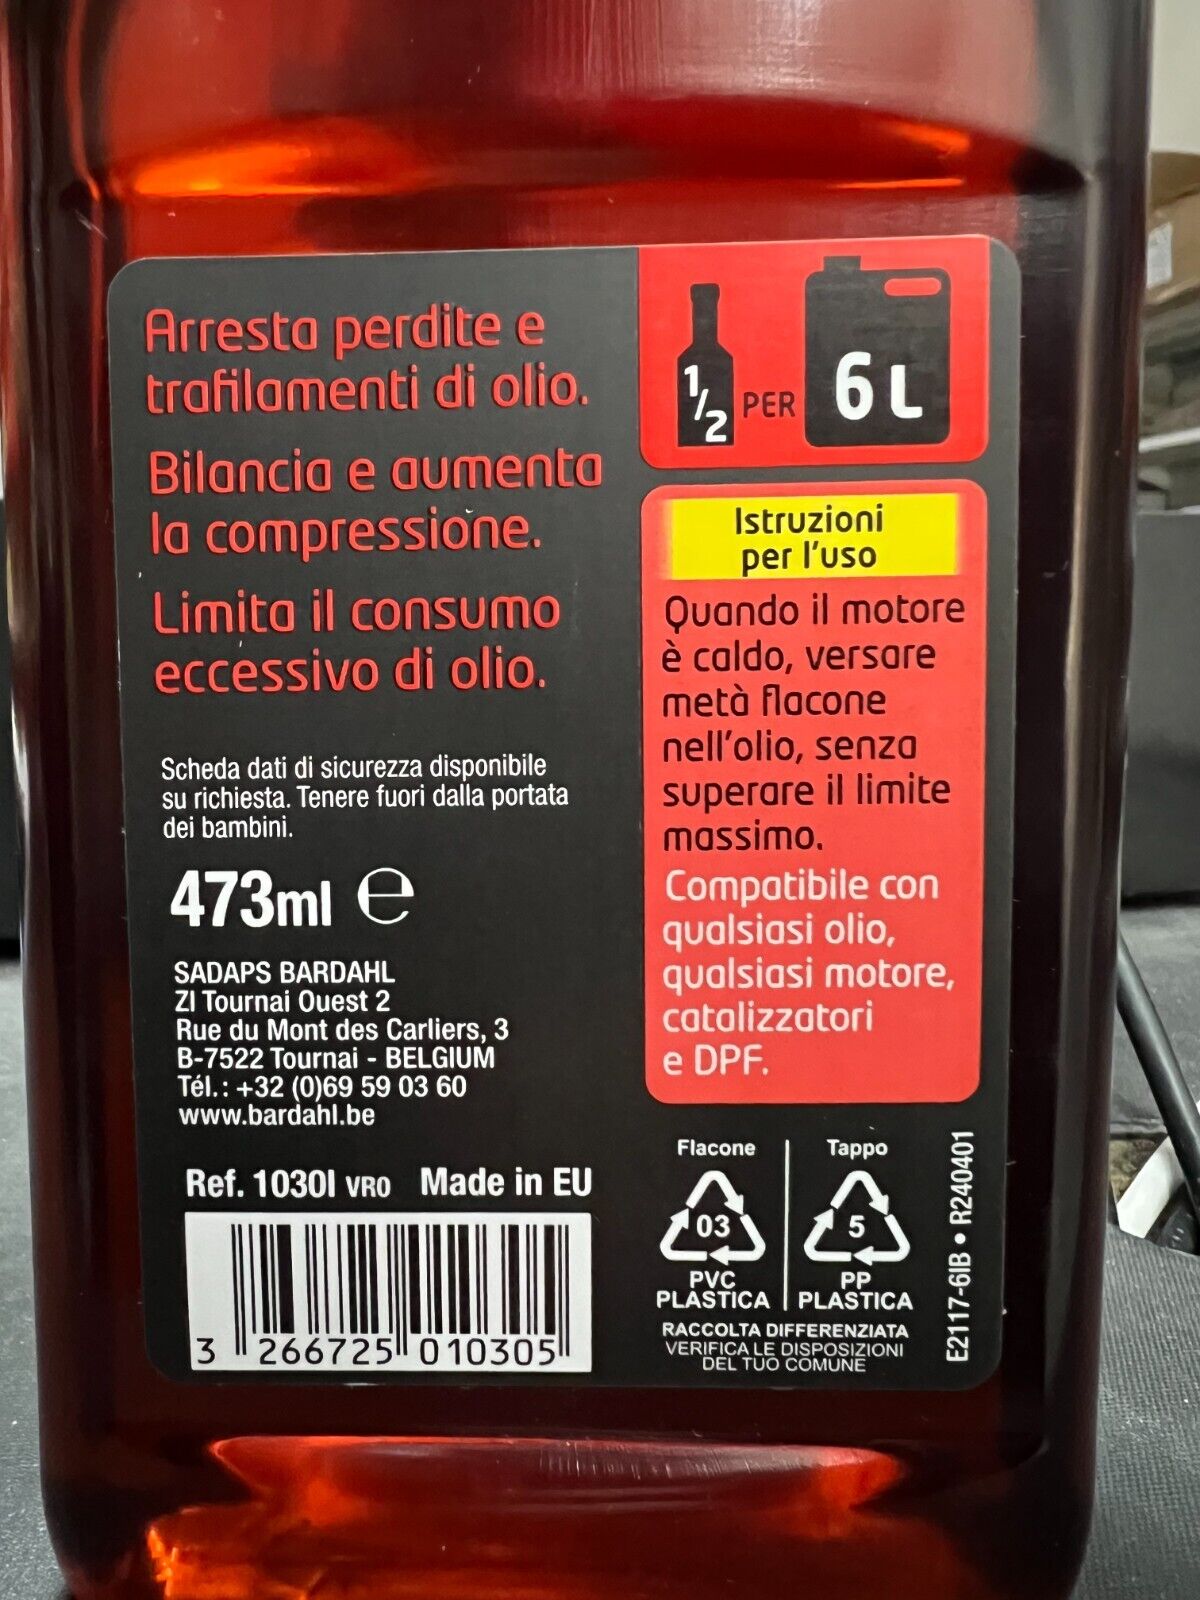 Arresta perdite e
trafilamenti di olio.
Bilancia e aumenta
la compressione.
Limita il consumo
eccessivo di olio.
Scheda dati di sicurezza disponibile
su richiesta. Tenere fuori dalla portata
dei bambini.
473ml ℮
SADAPS BARDAHL
ZI Tournai Ouest 2
Rue du Mont des Carliers, 3
B-7522 Tournai - BELGIUM
Tél.: +32 (0)69 59 03 60
www.bardahl.be
Ref. 1030I VR0 Made in EU
3 266725 010305
1/2 PER 6L
Istruzioni
per l'uso
Quando il motore
è caldo, versare
metà flacone
nell'olio, senza
superare il limite
massimo.
Compatibile con
qualsiasi olio,
qualsiasi motore,
catalizzatori
e DPF.
Flacone
03
PVC
PLASTICA
Tappo
5
PP
PLASTICA
RACCOLTA DIFFERENZIATA
VERIFICA LE DISPOSIZIONI
DEL TUO COMUNE
E2117-6IB • R240401